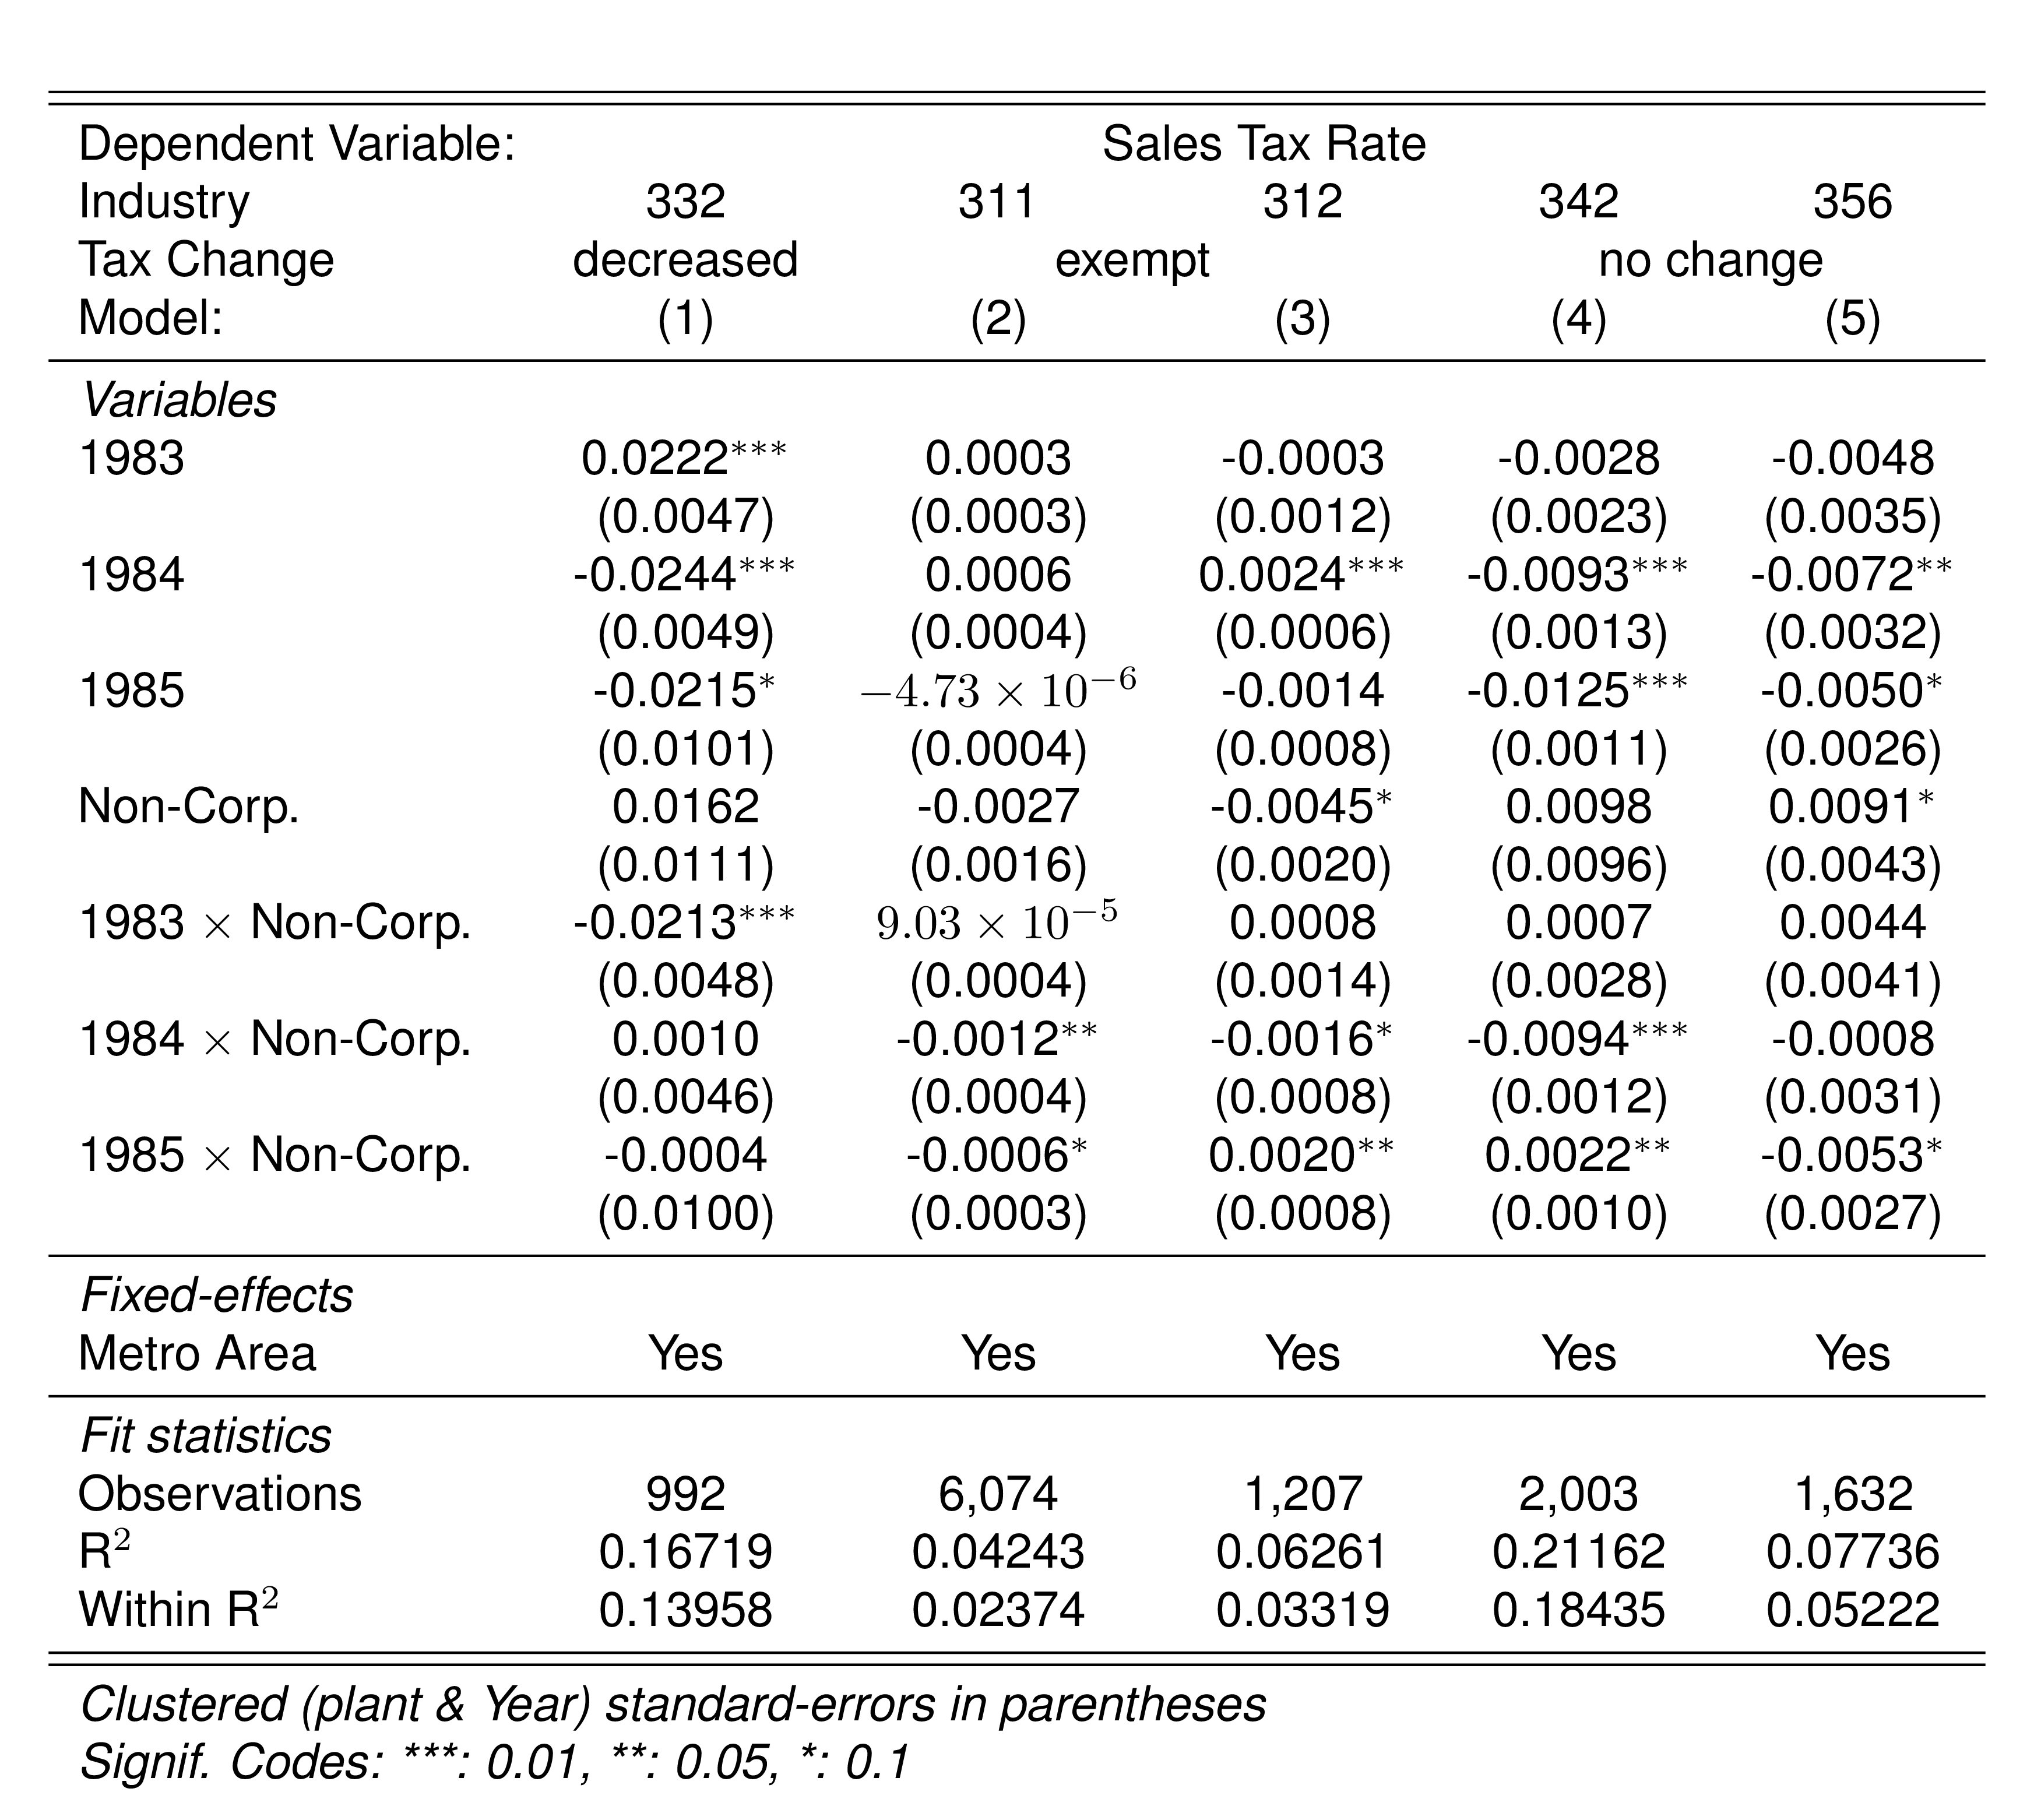 Dependent Variable: Sales Tax Rate
Industry 332 311 312 342 356
Tax Change decreased exempt no change
Model: (1) (2) (3) (4) (5)
Variables
1983 0.0222*** 0.0003 -0.0003 -0.0028 -0.0048
(0.0047) (0.0003) (0.0012) (0.0023) (0.0035)
1984 -0.0244*** 0.0006 0.0024*** -0.0093*** -0.0072**
(0.0049) (0.0004) (0.0006) (0.0013) (0.0032)
1985 -0.0215* −4.73 × 10⁻⁶ -0.0014 -0.0125*** -0.0050*
(0.0101) (0.0004) (0.0008) (0.0011) (0.0026)
Non-Corp. 0.0162 -0.0027 -0.0045* 0.0098 0.0091*
(0.0111) (0.0016) (0.0020) (0.0096) (0.0043)
1983 × Non-Corp. -0.0213*** 9.03 × 10⁻⁵ 0.0008 0.0007 0.0044
(0.0048) (0.0004) (0.0014) (0.0028) (0.0041)
1984 × Non-Corp. 0.0010 -0.0012** -0.0016* -0.0094*** -0.0008
(0.0046) (0.0004) (0.0008) (0.0012) (0.0031)
1985 × Non-Corp. -0.0004 -0.0006* 0.0020** 0.0022** -0.0053*
(0.0100) (0.0003) (0.0008) (0.0010) (0.0027)
Fixed-effects
Metro Area Yes Yes Yes Yes Yes
Fit statistics
Observations 992 6,074 1,207 2,003 1,632
R² 0.16719 0.04243 0.06261 0.21162 0.07736
Within R² 0.13958 0.02374 0.03319 0.18435 0.05222
Clustered (plant & Year) standard-errors in parentheses
Signif. Codes: ***: 0.01, **: 0.05, *: 0.1